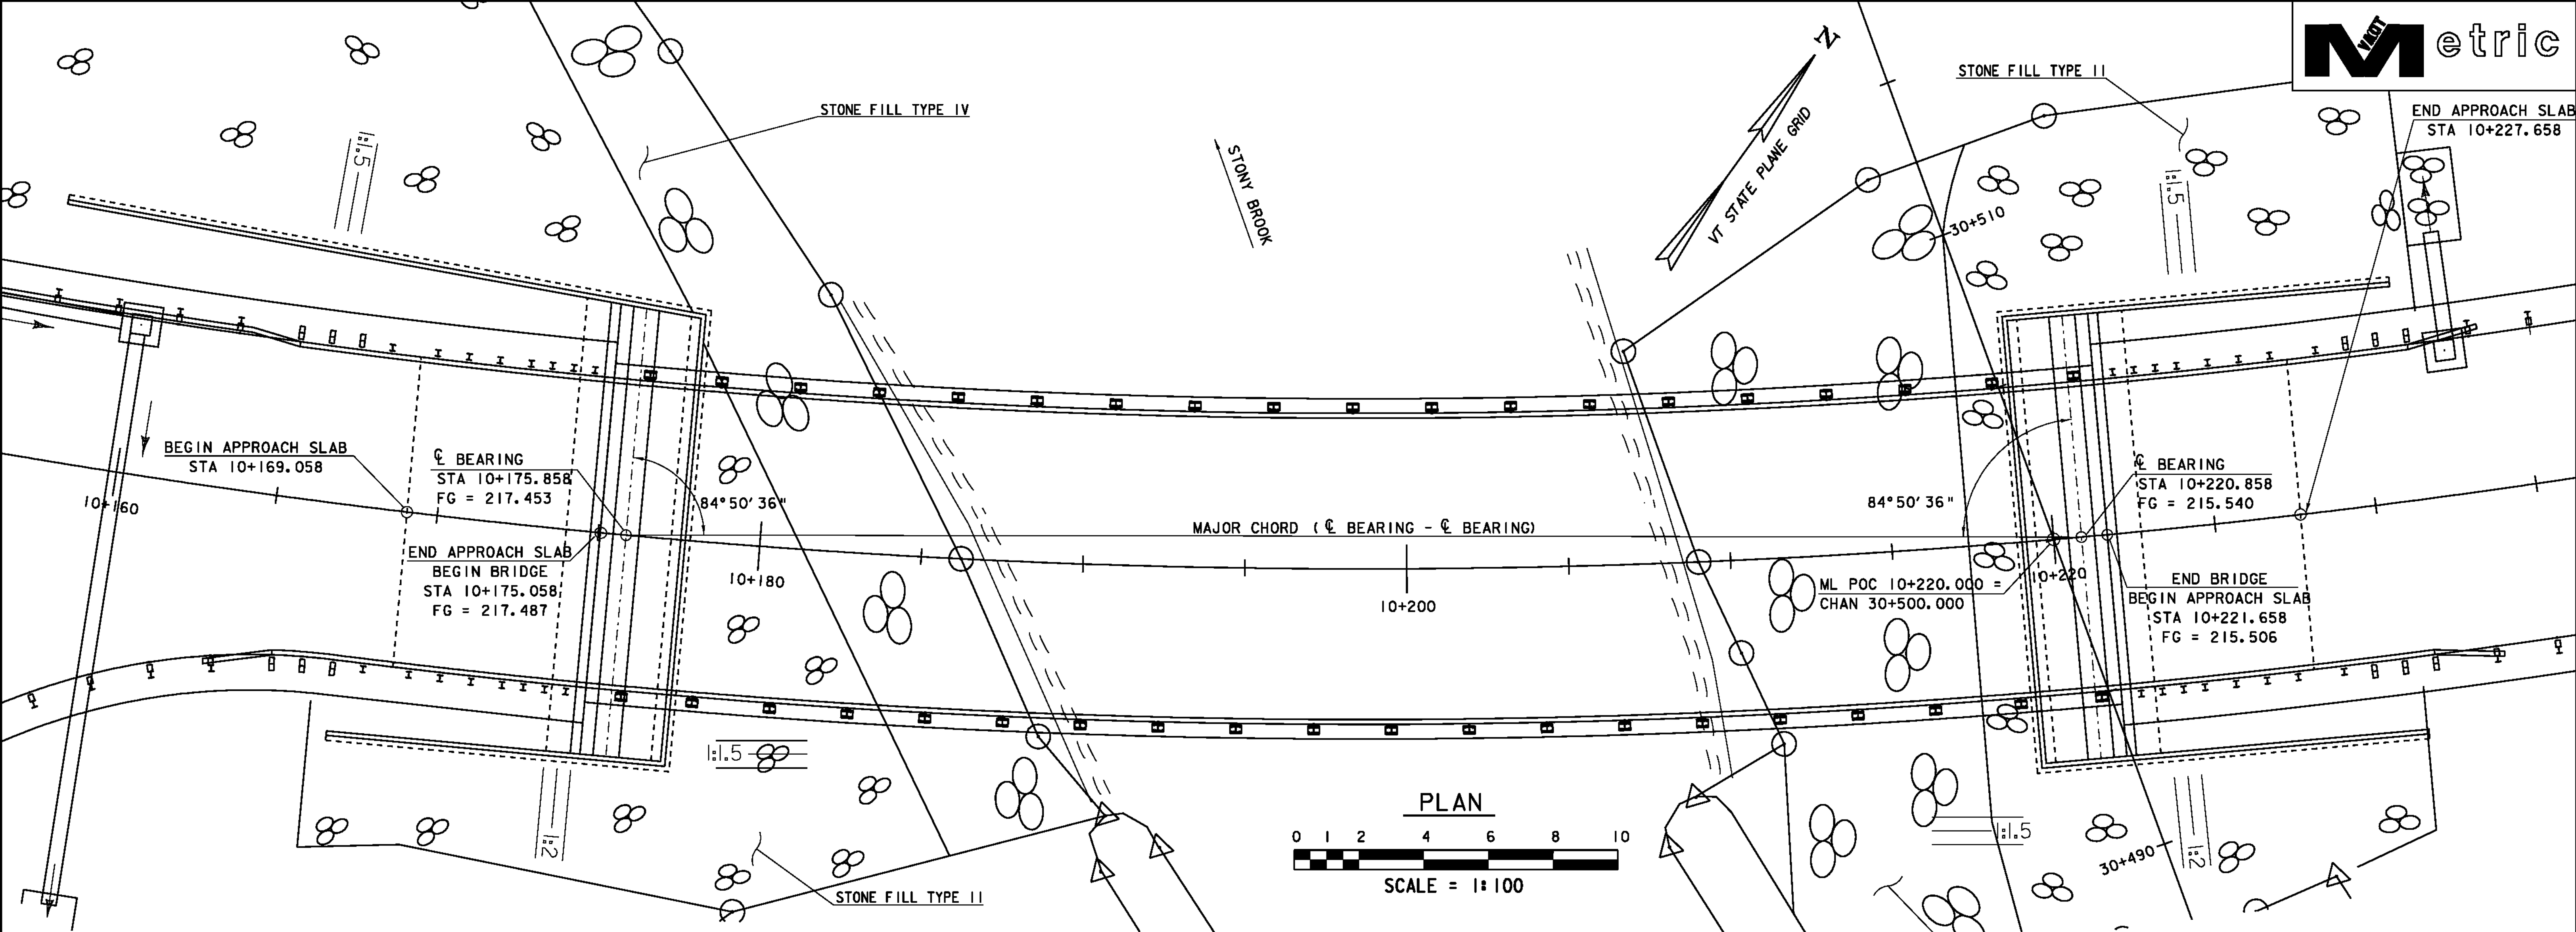 VAOT
Metric
N
VT STATE PLANE GRID
STONE FILL TYPE II
END APPROACH SLAB
STA 10+227.658
STONE FILL TYPE IV
1:1.5
STONY BROOK
1:1.5
30+510
BEGIN APPROACH SLAB
STA 10+169.058
℄ BEARING
STA 10+175.858
FG = 217.453
84°50'36"
10+160
END APPROACH SLAB
BEGIN BRIDGE
STA 10+175.058
FG = 217.487
10+180
MAJOR CHORD (℄ BEARING - ℄ BEARING)
10+200
84°50'36"
℄ BEARING
STA 10+220.858
FG = 215.540
ML POC 10+220.000 =
CHAN 30+500.000
10+220
END BRIDGE
BEGIN APPROACH SLAB
STA 10+221.658
FG = 215.506
1:1.5
1:2
STONE FILL TYPE II
PLAN
0 1 2 4 6 8 10
SCALE = 1:100
1:1.5
30+490
1:2